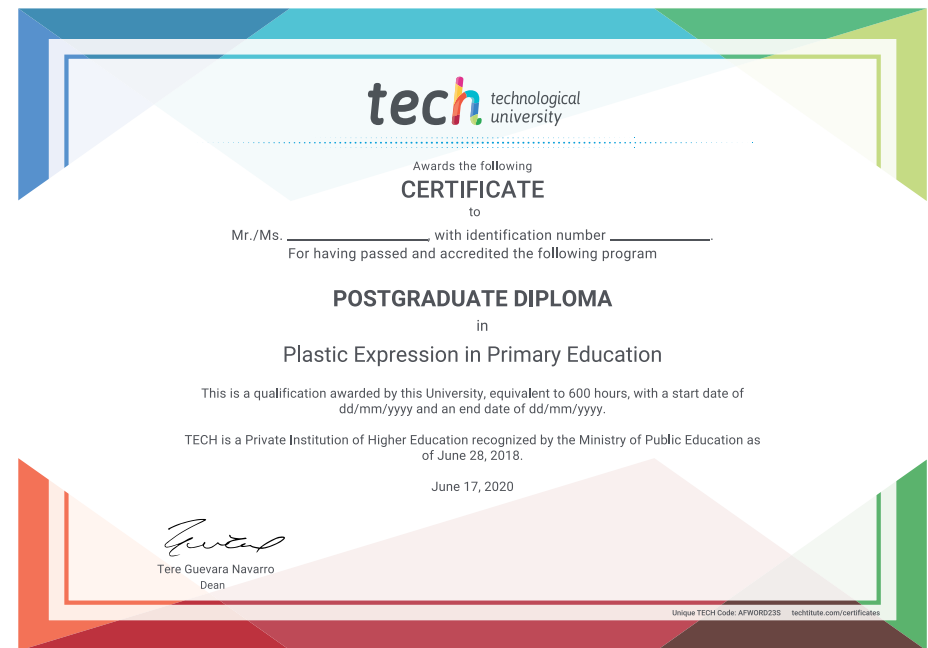 tech technological
university
Awards the following
CERTIFICATE
to
Mr./Ms. ____________________, with identification number ______________.
For having passed and accredited the following program
POSTGRADUATE DIPLOMA
in
Plastic Expression in Primary Education
This is a qualification awarded by this University, equivalent to 600 hours, with a start date of
dd/mm/yyyy and an end date of dd/mm/yyyy.
TECH is a Private Institution of Higher Education recognized by the Ministry of Public Education as
of June 28, 2018.
June 17, 2020
Tere Guevara Navarro
Dean
Unique TECH Code: AFWORD23S techtitute.com/certificates